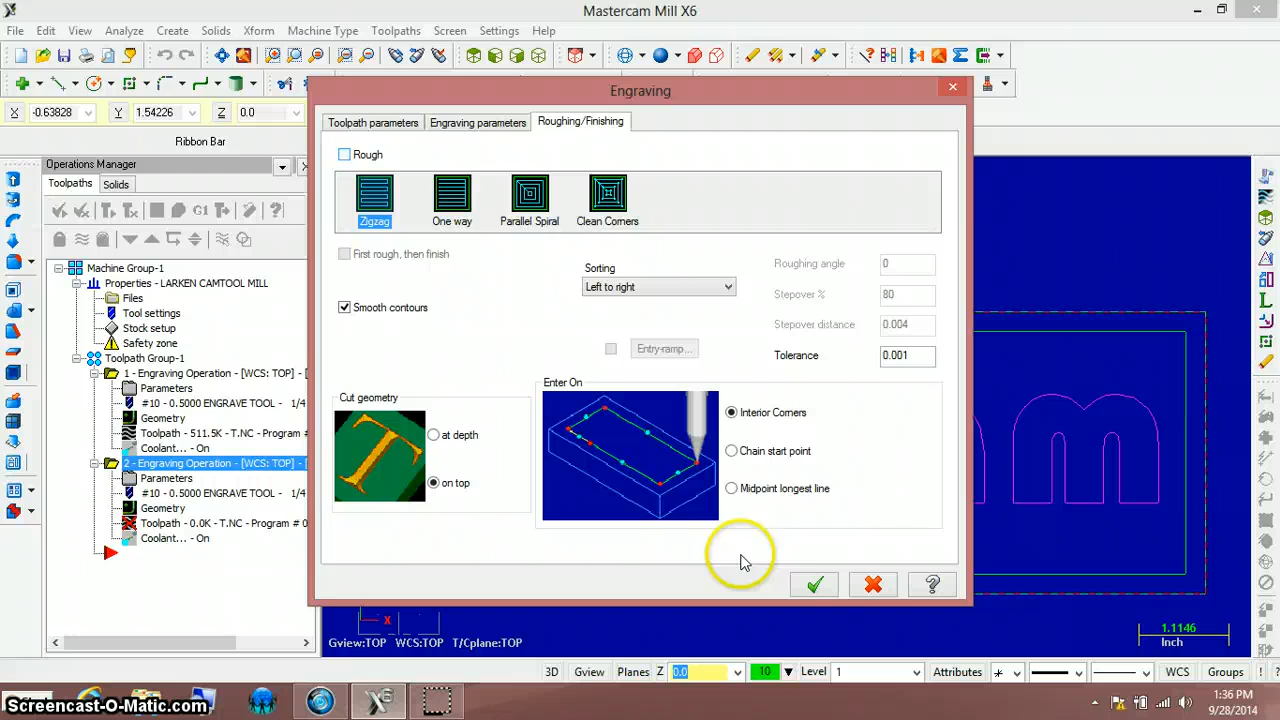 Mastercam Mill X6
File Edit View Analyze Create Solids Xform Machine Type Toolpaths Screen Settings Help
X -0.63828 Y 1.54226 Z 0.0
Ribbon Bar
Operations Manager
Toolpaths Solids
G1
Machine Group-1
Properties - LARKEN CAMTOOL MILL
Files
Tool settings
Stock setup
Safety zone
Toolpath Group-1
1 - Engraving Operation - [WCS: TOP] -
Parameters
#10 - 0.5000 ENGRAVE TOOL - 1/4
Geometry
Toolpath - 511.5K - T.NC - Program #
Coolant... - On
2 - Engraving Operation - [WCS: TOP] -
Parameters
#10 - 0.5000 ENGRAVE TOOL - 1/4
Geometry
Toolpath - 0.0K - T.NC - Program # 0
Coolant... - On
Engraving
Toolpath parameters Engraving parameters Roughing/Finishing
Rough
Zigzag One way Parallel Spiral Clean Corners
First rough, then finish
Smooth contours
Sorting
Left to right
Entry-ramp...
Roughing angle 0
Stepover % 80
Stepover distance 0.004
Tolerance 0.001
Cut geometry
T
at depth
on top
Enter On
Interior Corners
Chain start point
Midpoint longest line
m
X
Gview:TOP WCS:TOP T/Cplane:TOP
1.1146
Inch
3D Gview Planes Z 0.0 10 Level 1 Attributes WCS Groups
Screencast-O-Matic.com
1:36 PM
9/28/2014